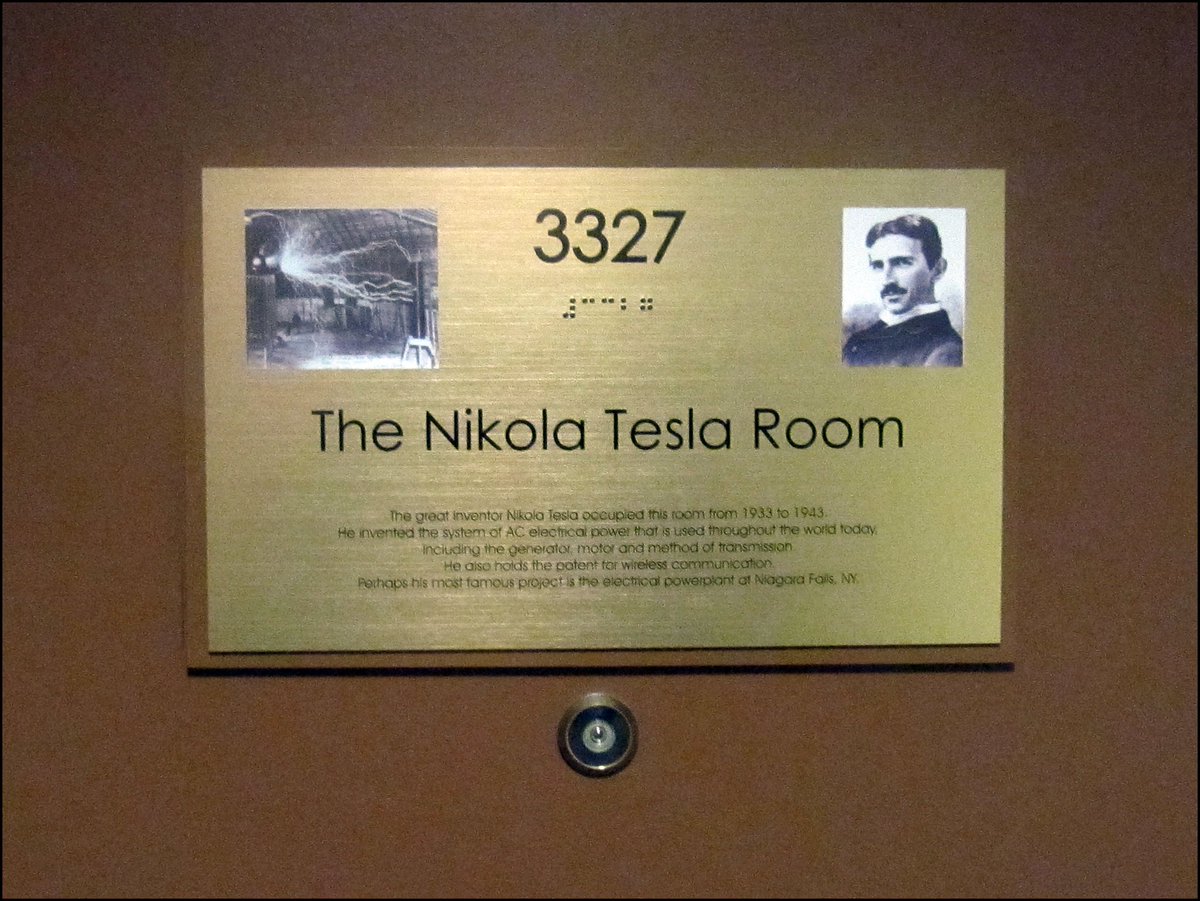 3327
⠼⠉⠉⠃⠛
The Nikola Tesla Room
The great inventor Nikola Tesla occupied this room from 1933 to 1943.
He invented the system of AC electrical power that is used throughout the world today,
including the generator, motor and method of transmission.
He also holds the patent for wireless communication.
Perhaps his most famous project is the electrical powerplant at Niagara Falls, NY.